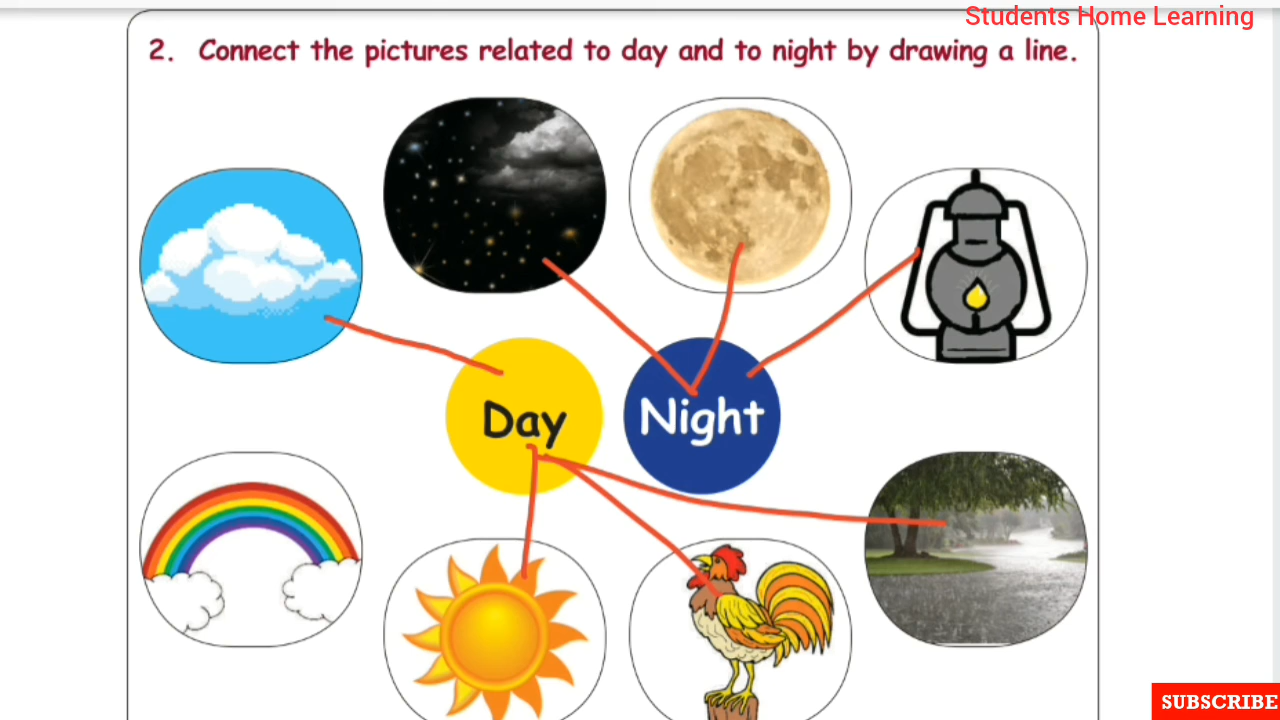 Students Home Learning
2. Connect the pictures related to day and to night by drawing a line.
Day
Night
SUBSCRIBE